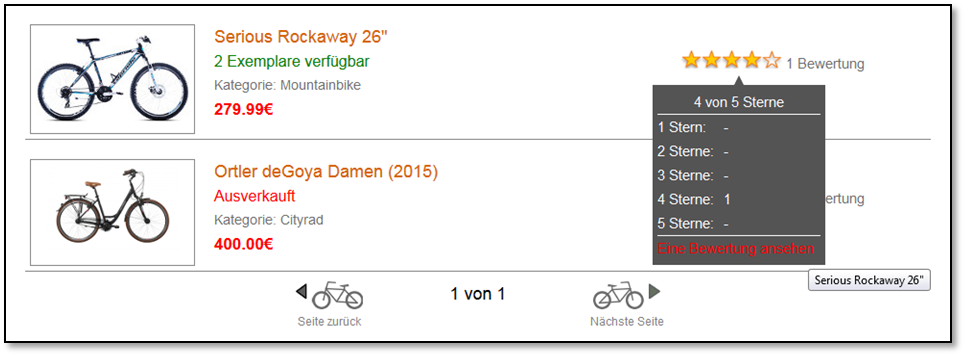 Serious Rockaway 26"
2 Exemplare verfügbar
Kategorie: Mountainbike
279.99€
1 Bewertung
4 von 5 Sterne
1 Stern: -
2 Sterne: -
3 Sterne: -
4 Sterne: 1
5 Sterne: -
Eine Bewertung ansehen
Ortler deGoya Damen (2015)
Ausverkauft
Kategorie: Cityrad
400.00€
ertung
Serious Rockaway 26"
1 von 1
Seite zurück
Nächste Seite